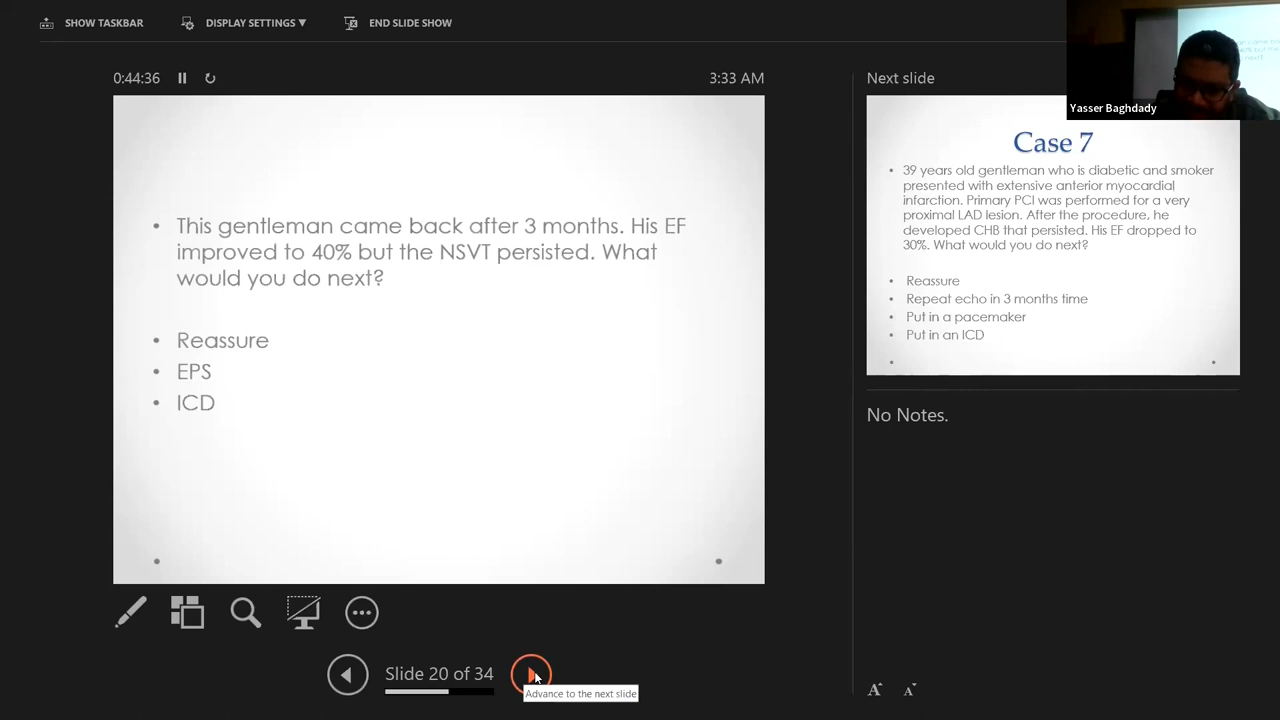 SHOW TASKBAR
DISPLAY SETTINGS ▼
END SLIDE SHOW
0:44:36
3:33 AM
• This gentleman came back after 3 months. His EF
improved to 40% but the NSVT persisted. What
would you do next?
• Reassure
• EPS
• ICD
Slide 20 of 34
Advance to the next slide
Next slide
Yasser Baghdady
Case 7
• 39 years old gentleman who is diabetic and smoker
presented with extensive anterior myocardial
infarction. Primary PCI was performed for a very
proximal LAD lesion. After the procedure, he
developed CHB that persisted. His EF dropped to
30%. What would you do next?
• Reassure
• Repeat echo in 3 months time
• Put in a pacemaker
• Put in an ICD
No Notes.
A A